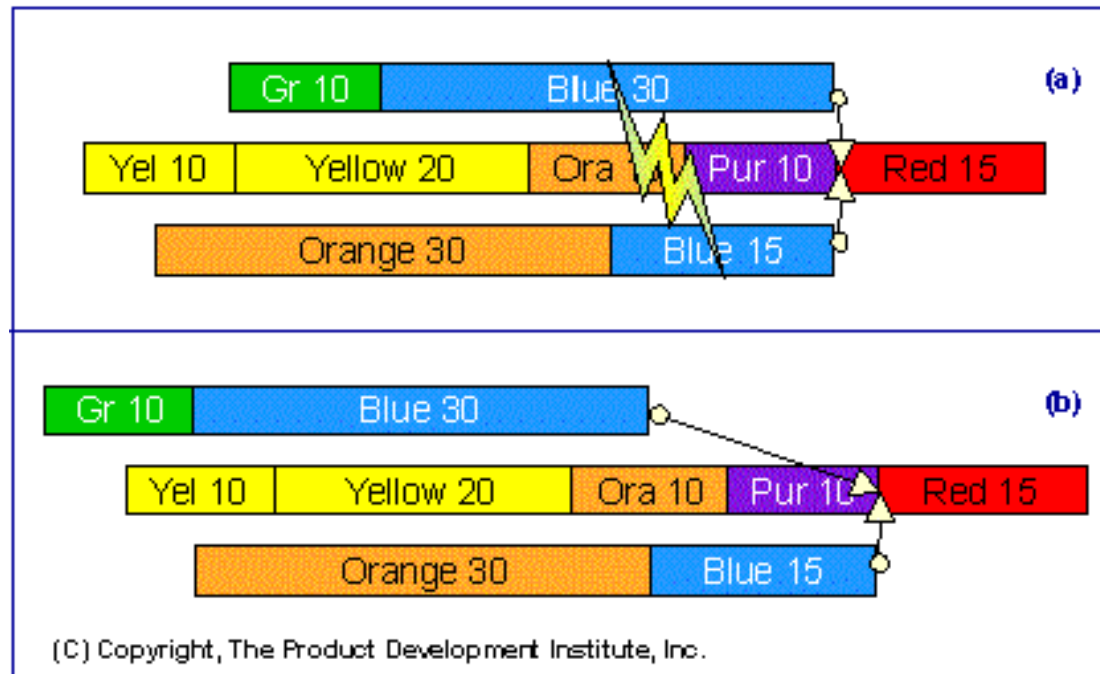 Gr 10 Blue 30 (a)
Yel 10 Yellow 20 Ora Pur 10 Red 15
Orange 30 Blue 15
Gr 10 Blue 30 (b)
Yel 10 Yellow 20 Ora 10 Pur 10 Red 15
Orange 30 Blue 15
(C) Copyright, The Product Development Institute, Inc.